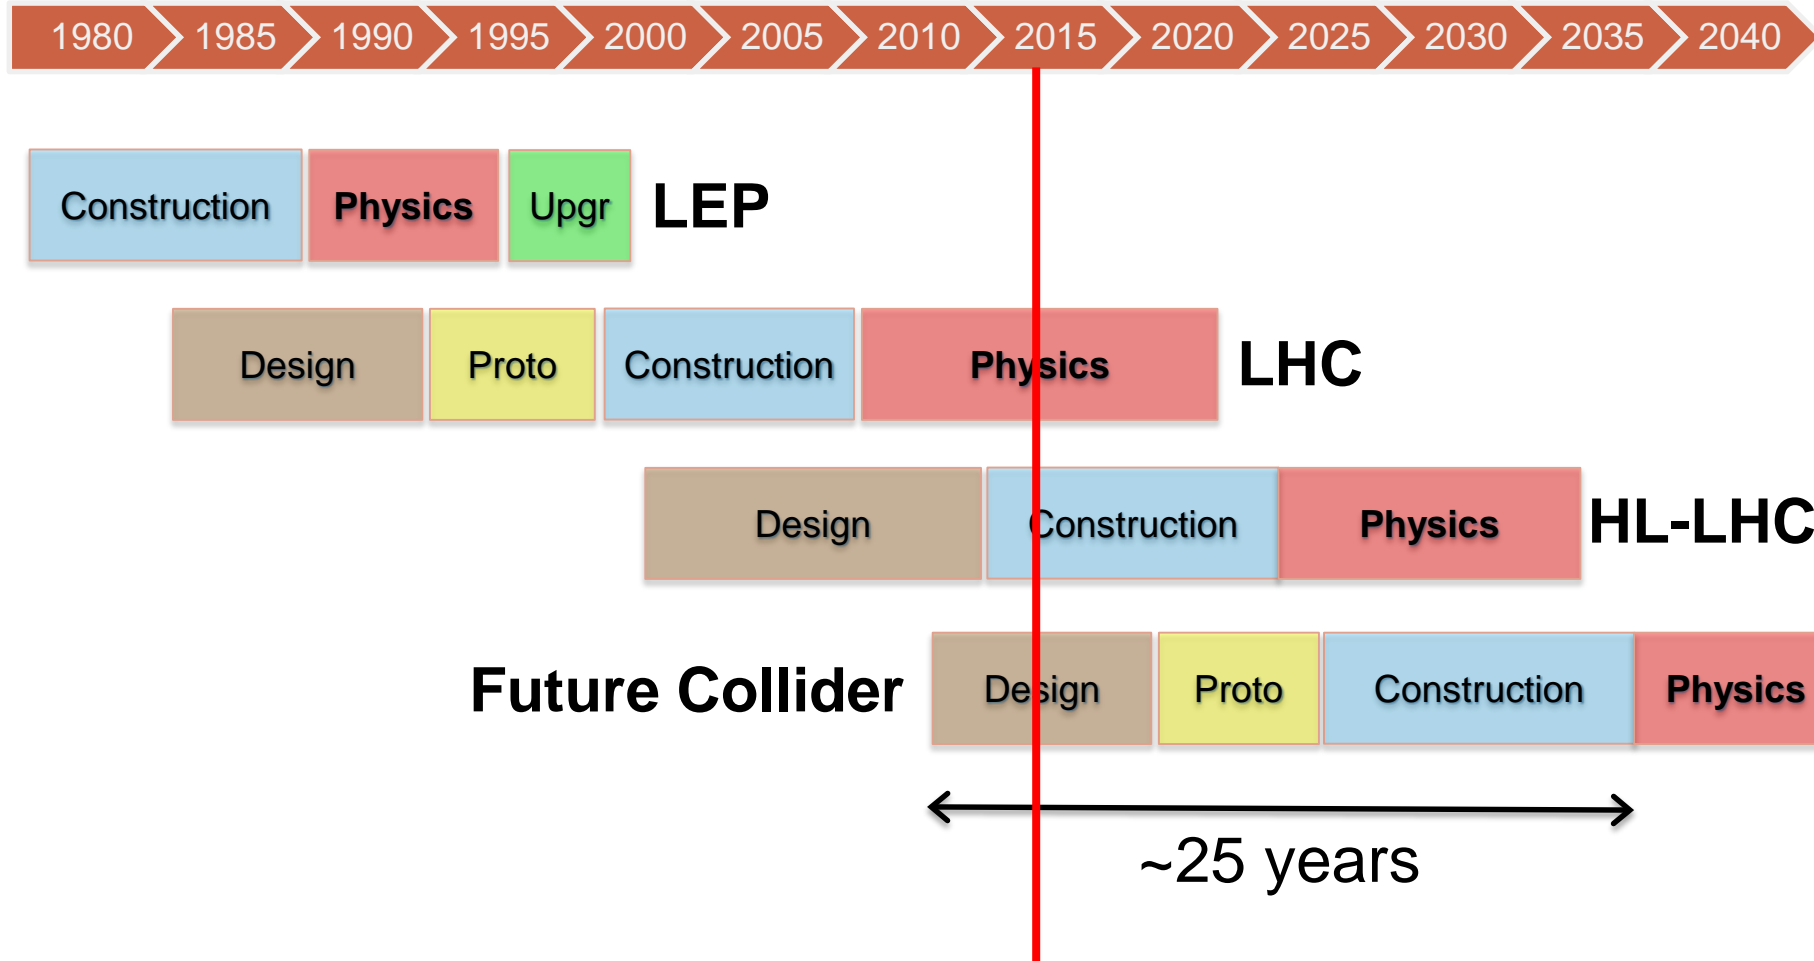 1980 1985 1990 1995 2000 2005 2010 2015 2020 2025 2030 2035 2040
Construction Physics Upgr LEP
Design Proto Construction Physics LHC
Design Construction Physics HL-LHC
Future Collider Design Proto Construction Physics
~25 years